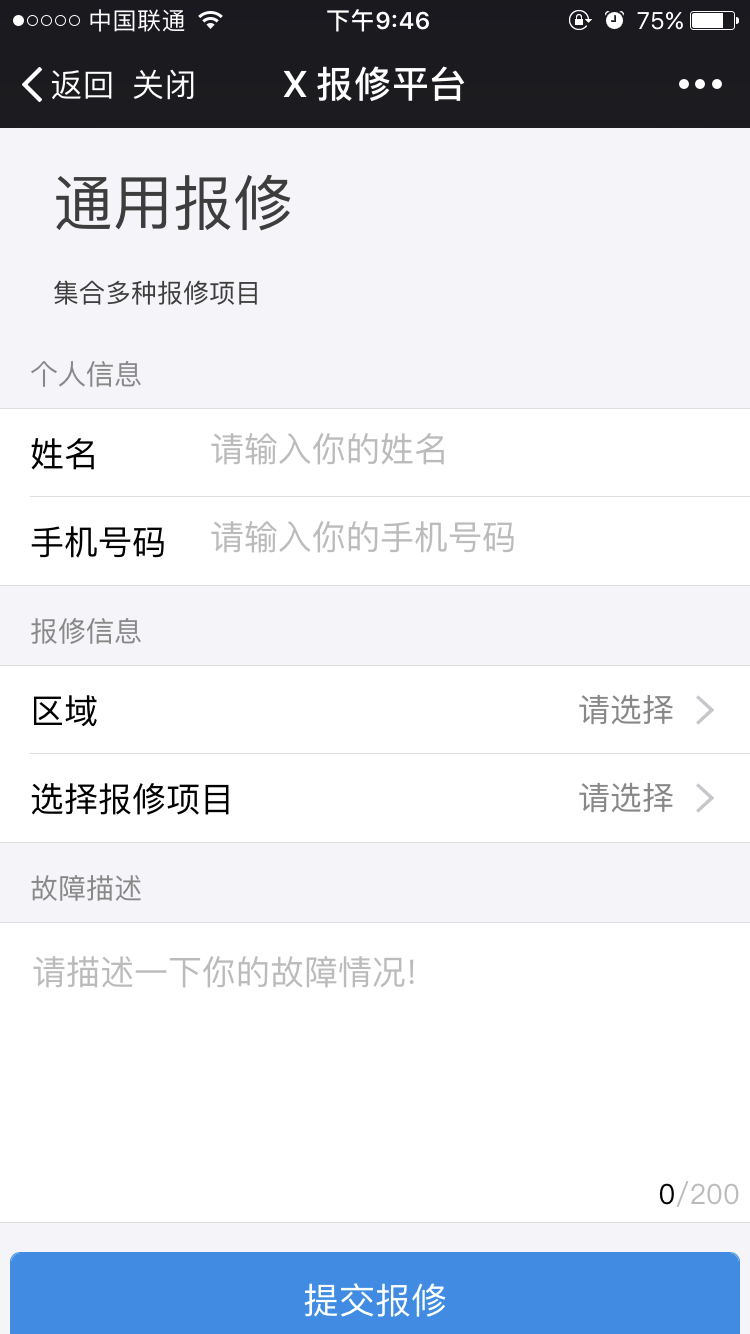 中国联通 下午9:46 75%
返回 关闭 X 报修平台
通用报修
集合多种报修项目
个人信息
姓名 请输入你的姓名
手机号码 请输入你的手机号码
报修信息
区域 请选择
选择报修项目 请选择
故障描述
请描述一下你的故障情况!
0/200
提交报修